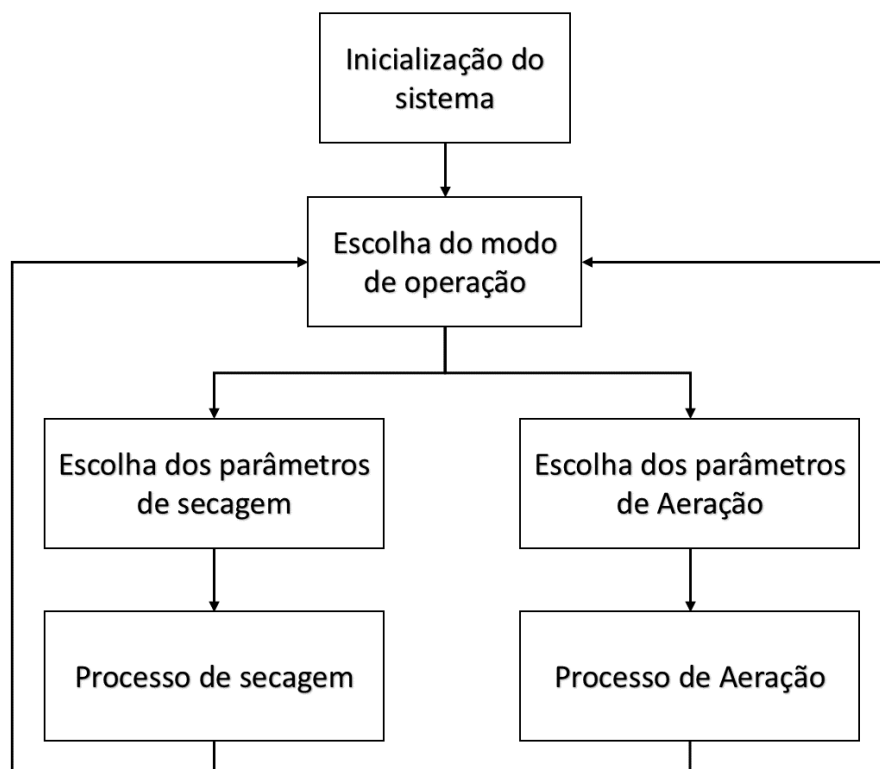 Inicialização do
sistema
Escolha do modo
de operação
Escolha dos parâmetros
de secagem
Escolha dos parâmetros
de Aeração
Processo de secagem
Processo de Aeração